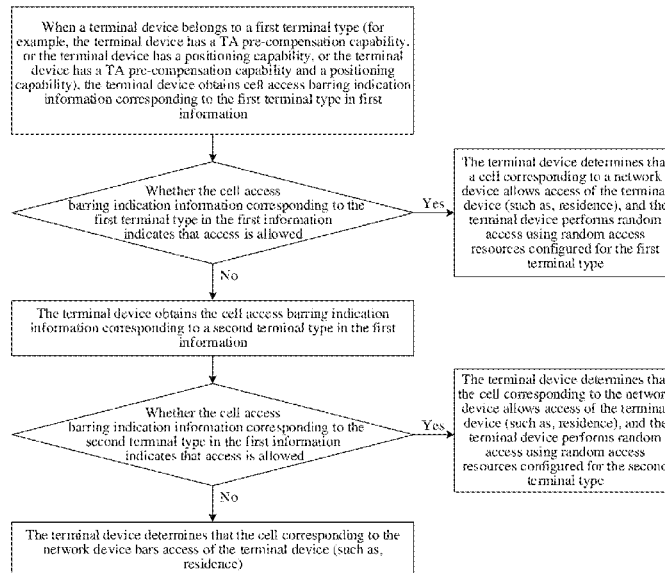 When a terminal device belongs to a first terminal type (for
example, the terminal device has a TA pre-compensation capability,
or the terminal device has a positioning capability, or the terminal
device has a TA pre-compensation capability and a positioning
capability), the terminal device obtains cell access barring indication
information corresponding to the first terminal type in first
information
Whether the cell access
barring indication information corresponding to the
first terminal type in the first information
indicates that access is allowed
Yes
The terminal device determines that
a cell corresponding to a network
device allows access of the terminal
device (such as, residence), and the
terminal device performs random
access using random access
resources configured for the first
terminal type
No
The terminal device obtains the cell access barring indication
information corresponding to a second terminal type in the first
information
Whether the cell access
barring indication information corresponding to the
second terminal type in the first information
indicates that access is allowed
Yes
The terminal device determines that
the cell corresponding to the network
device allows access of the terminal
device (such as, residence), and the
terminal device performs random
access using random access
resources configured for the second
terminal type
No
The terminal device determines that the cell corresponding to the
network device bars access of the terminal device (such as,
residence)